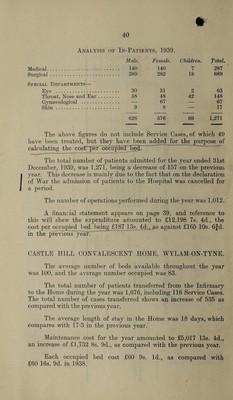 40
Analysis of In-Patients, 1939.
Male. Female. Children. Total.
Medical 140 140 7 287
Surgical 389 282 18 689
Special Departments—
Eye 30 31 2 63
Throat, Nose and Ear 58 48 42 148
Gynæcological — 67 — 67
Skin 9 8 — 17
626 576 69 1,271
The above figures do not include Service Cases, of which 49
have been treated, but they have been added for the purpose of
calculating the cost per occupied bed.
The total number of patients admitted for the year ended 31st
December, 1939, was 1,271, being a decrease of 157 on the previous
year. This decrease is mainly due to the fact that on the declaration
of War the admission of patients to the Hospital was cancelled for
a period.
The number of operations performed during the year was 1,012.
A financial statement appears on page 39, and reference to
this will shew the expenditure amounted to £12,198 7s. 4d., the
cost per occupied bed being £187 13s. 4d., as against £165 10s. 6¾d.
in the previous year.
CASTLE HILL CONVALESCENT HOME, WYLAM-ON-TYNE.
The average number of beds available throughout the year
was 100, and the average number occupied was 83.
The total number of patients transferred from the Infirmary
to the Home during the year was 1,676, including 116 Service Cases.
The total number of cases transferred shows an increase of 535 as
compared with the previous year.
The average length of stay in the Home was 18 days, which
compares with 17·3 in the previous year.
Maintenance cost for the year amounted to £5,017 13s. 4d.,
an increase of £1,732 8s. 9d., as compared with the previous year.
Each occupied bed cost £60 9s. 1d., as compared with
£60 16s. 9d. in 1938.